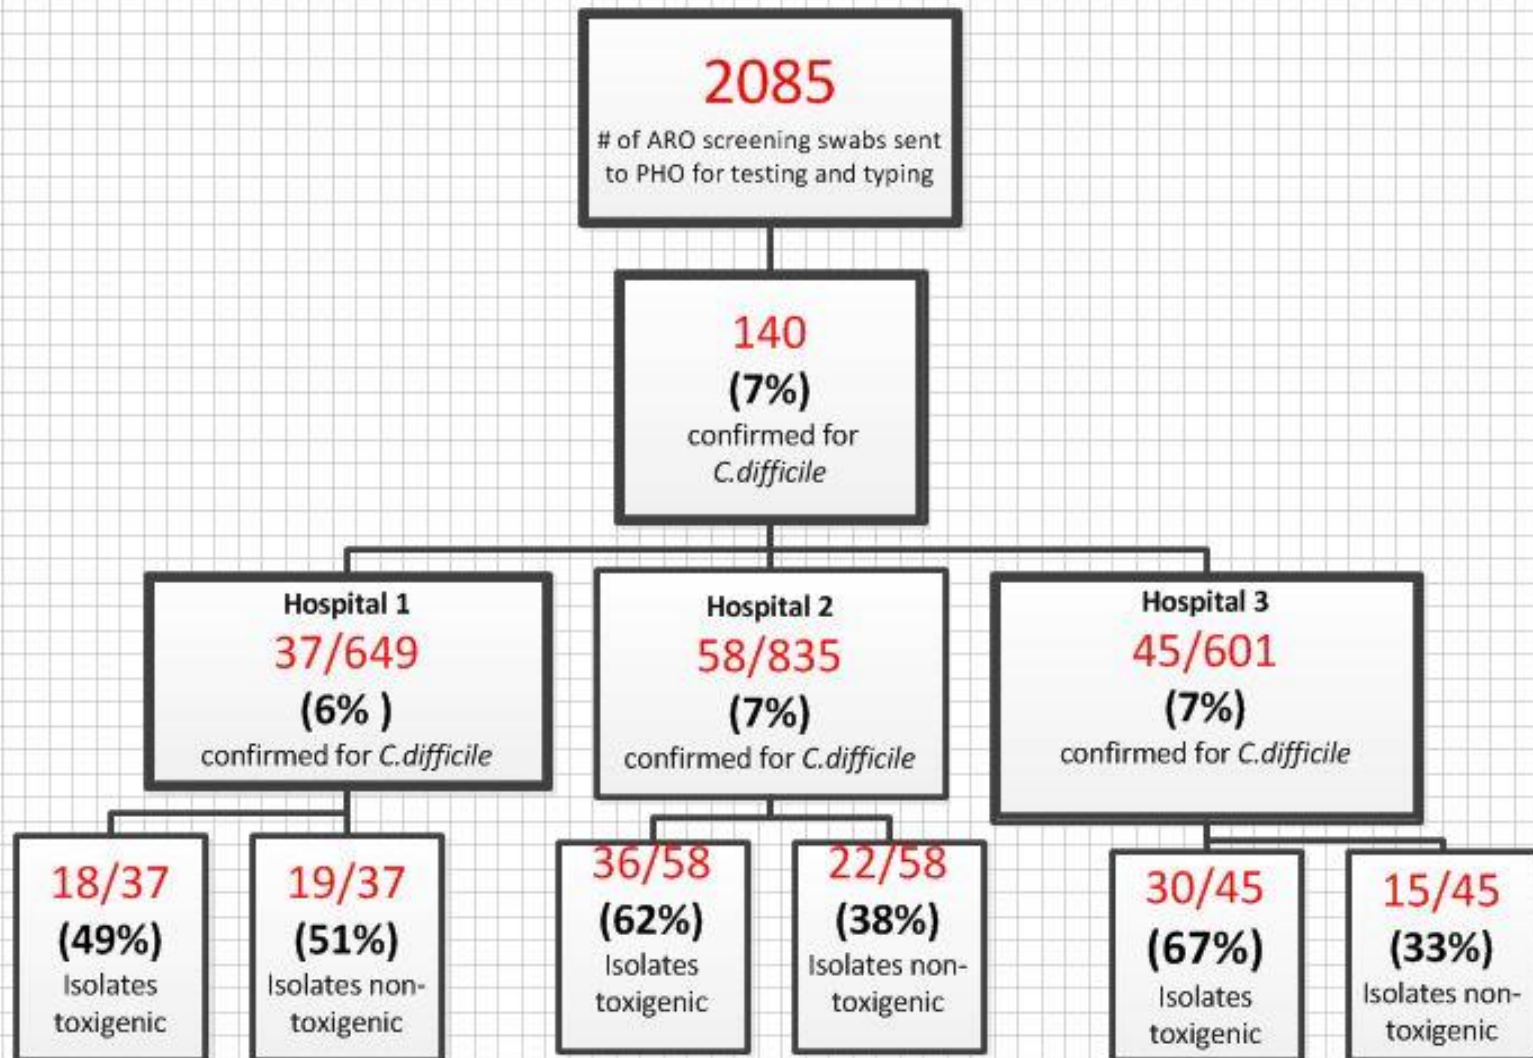 2085
# of ARO screening swabs sent
to PHO for testing and typing
140
(7%)
confirmed for
C.difficile
Hospital 1
37/649
(6% )
confirmed for C.difficile
Hospital 2
58/835
(7%)
confirmed for C.difficile
Hospital 3
45/601
(7%)
confirmed for C.difficile
18/37
(49%)
Isolates
toxigenic
19/37
(51%)
Isolates non-
toxigenic
36/58
(62%)
Isolates
toxigenic
22/58
(38%)
Isolates non-
toxigenic
30/45
(67%)
Isolates
toxigenic
15/45
(33%)
Isolates non-
toxigenic